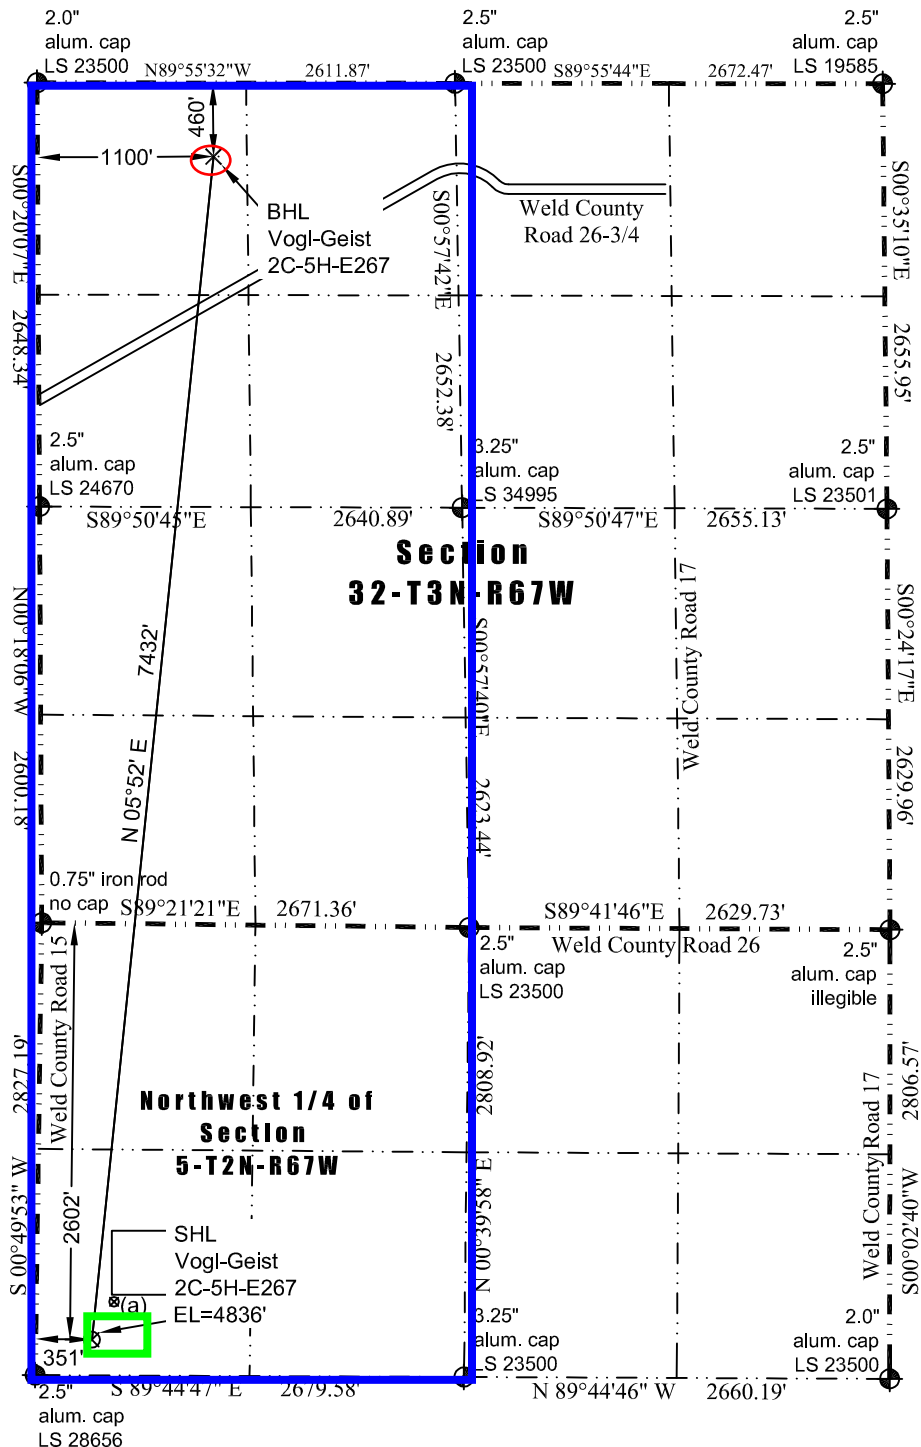 2.0"
alum. cap
LS 23500
2.5"
alum. cap
LS 23500
2.5"
alum. cap
LS 19585
N89°55'32"W 2611.87'
S89°55'44"E 2672.47'
460'
1100'
BHL
Vogl-Geist
2C-5H-E267
Weld County
Road 26-3/4
S00°20'07"E 2648.34'
S00°57'42"E 2652.38'
S00°35'10"E 2655.95'
2.5"
alum. cap
LS 24670
3.25"
alum. cap
LS 34995
2.5"
alum. cap
LS 23501
S89°50'45"E 2640.89'
S89°50'47"E 2655.13'
Section
32-T3N-R67W
N00°18'06"W 2600.18'
N 05°52' E 7432'
S00°57'40"E 2623.44'
Weld County Road 17
S00°24'17"E 2629.96'
0.75" iron rod
no cap
S89°21'21"E 2671.36'
S89°41'46"E 2629.73'
Weld County Road 26
2.5"
alum. cap
LS 23500
2.5"
alum. cap
illegible
Weld County Road 15
S 00°49'53" W 2827.19'
2602'
Northwest 1/4 of
Section
5-T2N-R67W
N 00°39'58" E 2808.92'
Weld County Road 17
S00°02'40"W 2806.57'
SHL
Vogl-Geist
2C-5H-E267
EL=4836'
(a)
351'
3.25"
alum. cap
LS 23500
2.0"
alum. cap
LS 23500
S 89°44'47" E 2679.58'
N 89°44'46" W 2660.19'
2.5"
alum. cap
LS 28656